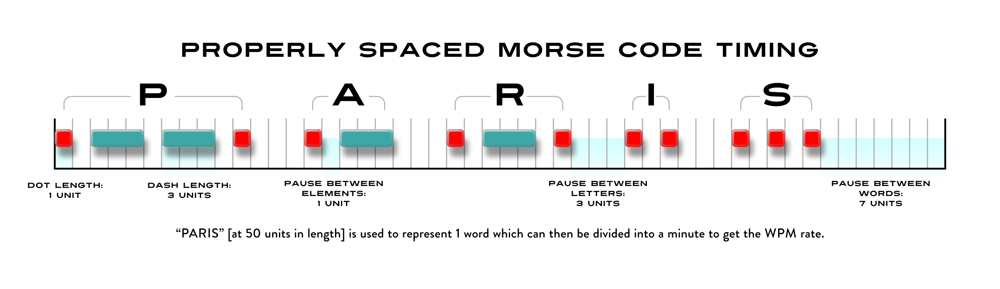 PROPERLY SPACED MORSE CODE TIMING
P A R I S
DOT LENGTH:
1 UNIT
DASH LENGTH:
3 UNITS
PAUSE BETWEEN
ELEMENTS:
1 UNIT
PAUSE BETWEEN
LETTERS:
3 UNITS
PAUSE BETWEEN
WORDS:
7 UNITS
“PARIS” [at 50 units in length] is used to represent 1 word which can then be divided into a minute to get the WPM rate.